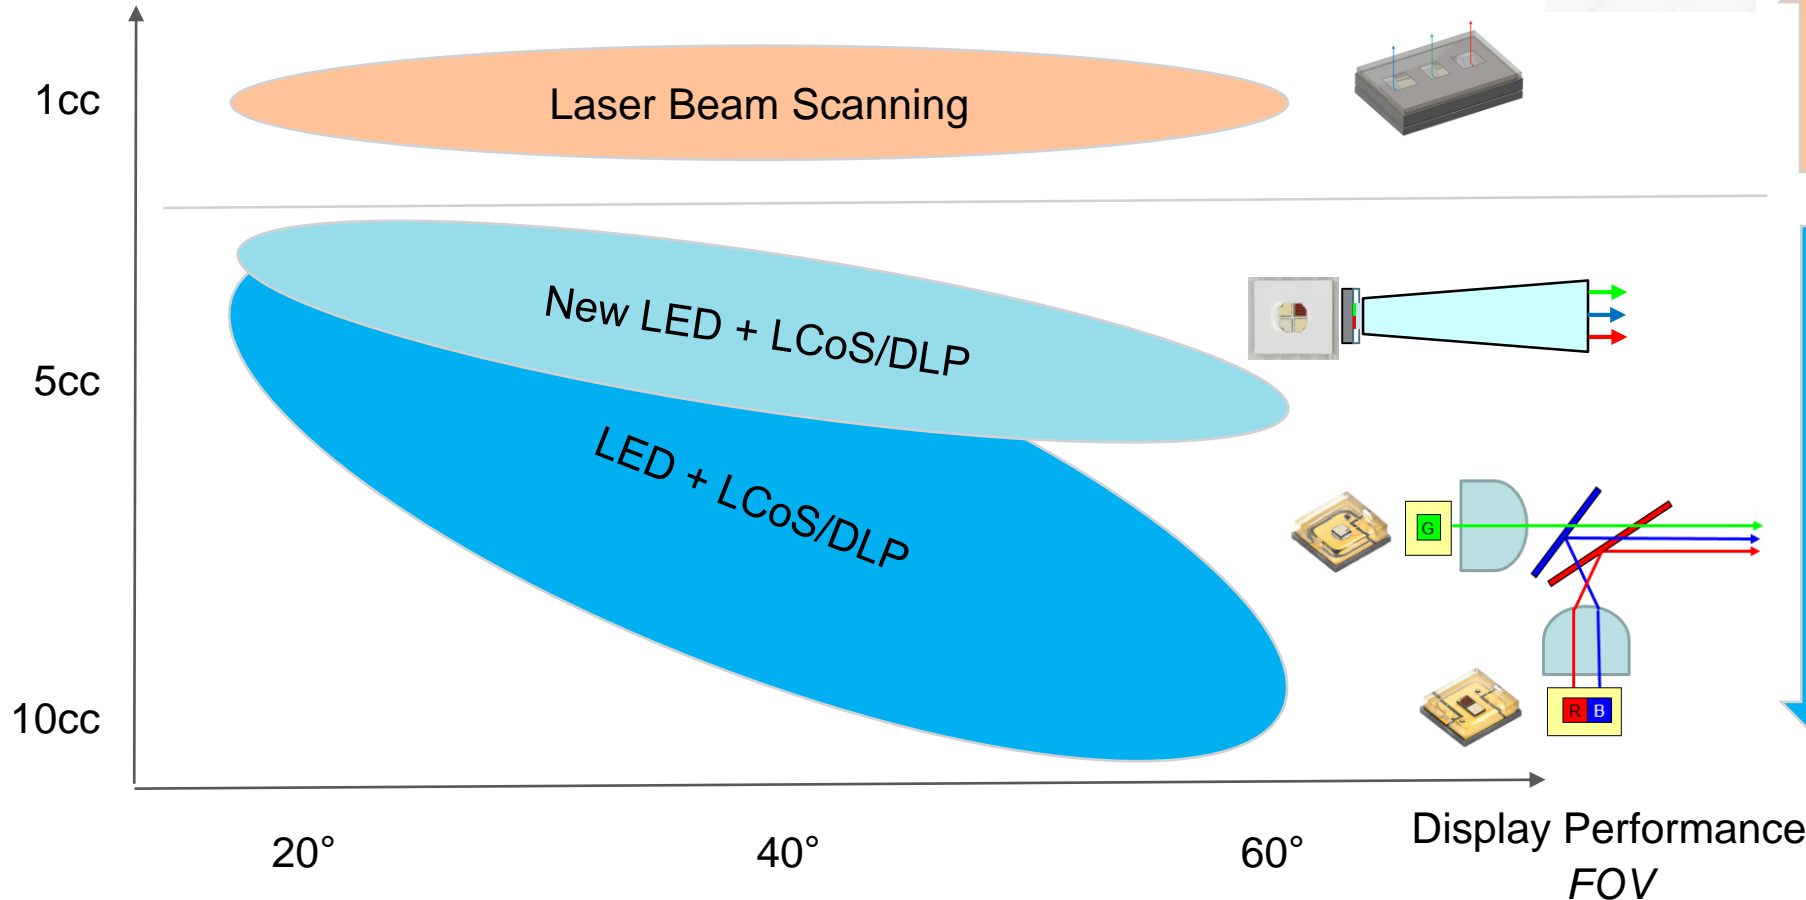 1cc
Laser Beam Scanning
New LED + LCoS/DLP
5cc
LED + LCoS/DLP
G
R B
10cc
20° 40° 60°
Display Performance
FOV